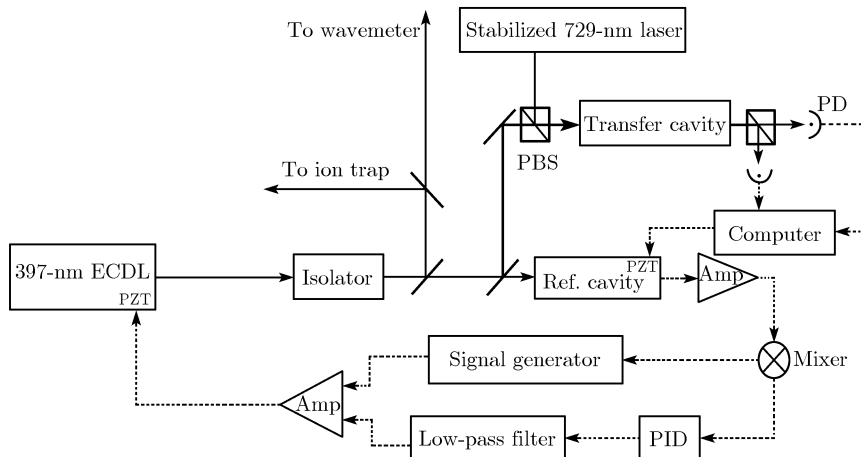 To wavemeter
Stabilized 729-nm laser
PBS
Transfer cavity
PD
To ion trap
Computer
397-nm ECDL
PZT
Isolator
PZT
Ref. cavity
Amp
Mixer
Signal generator
Amp
Low-pass filter
PID